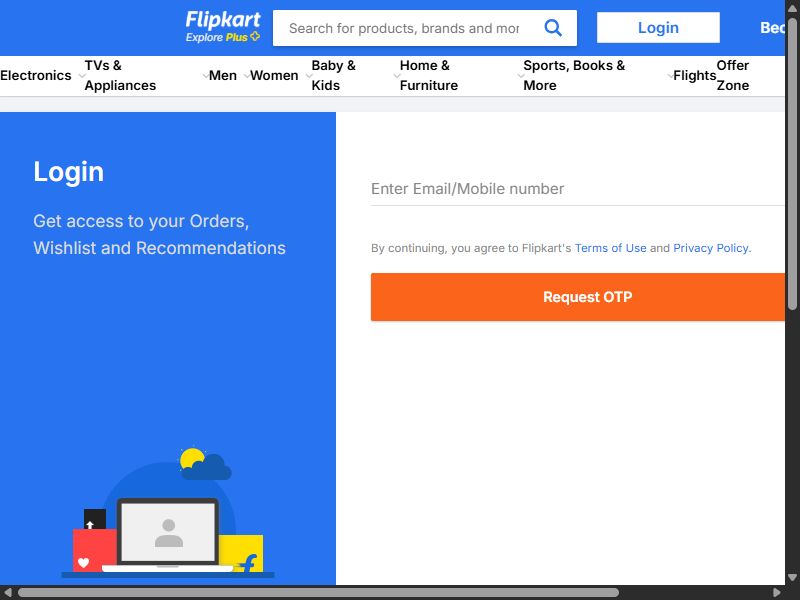 Flipkart
Explore Plus
Search for products, brands and mor
Login
Bec
Electronics
TVs &
Appliances
Men
Women
Baby &
Kids
Home &
Furniture
Sports, Books &
More
Flights
Offer
Zone
Login
Get access to your Orders,
Wishlist and Recommendations
Enter Email/Mobile number
By continuing, you agree to Flipkart's Terms of Use and Privacy Policy.
Request OTP
f